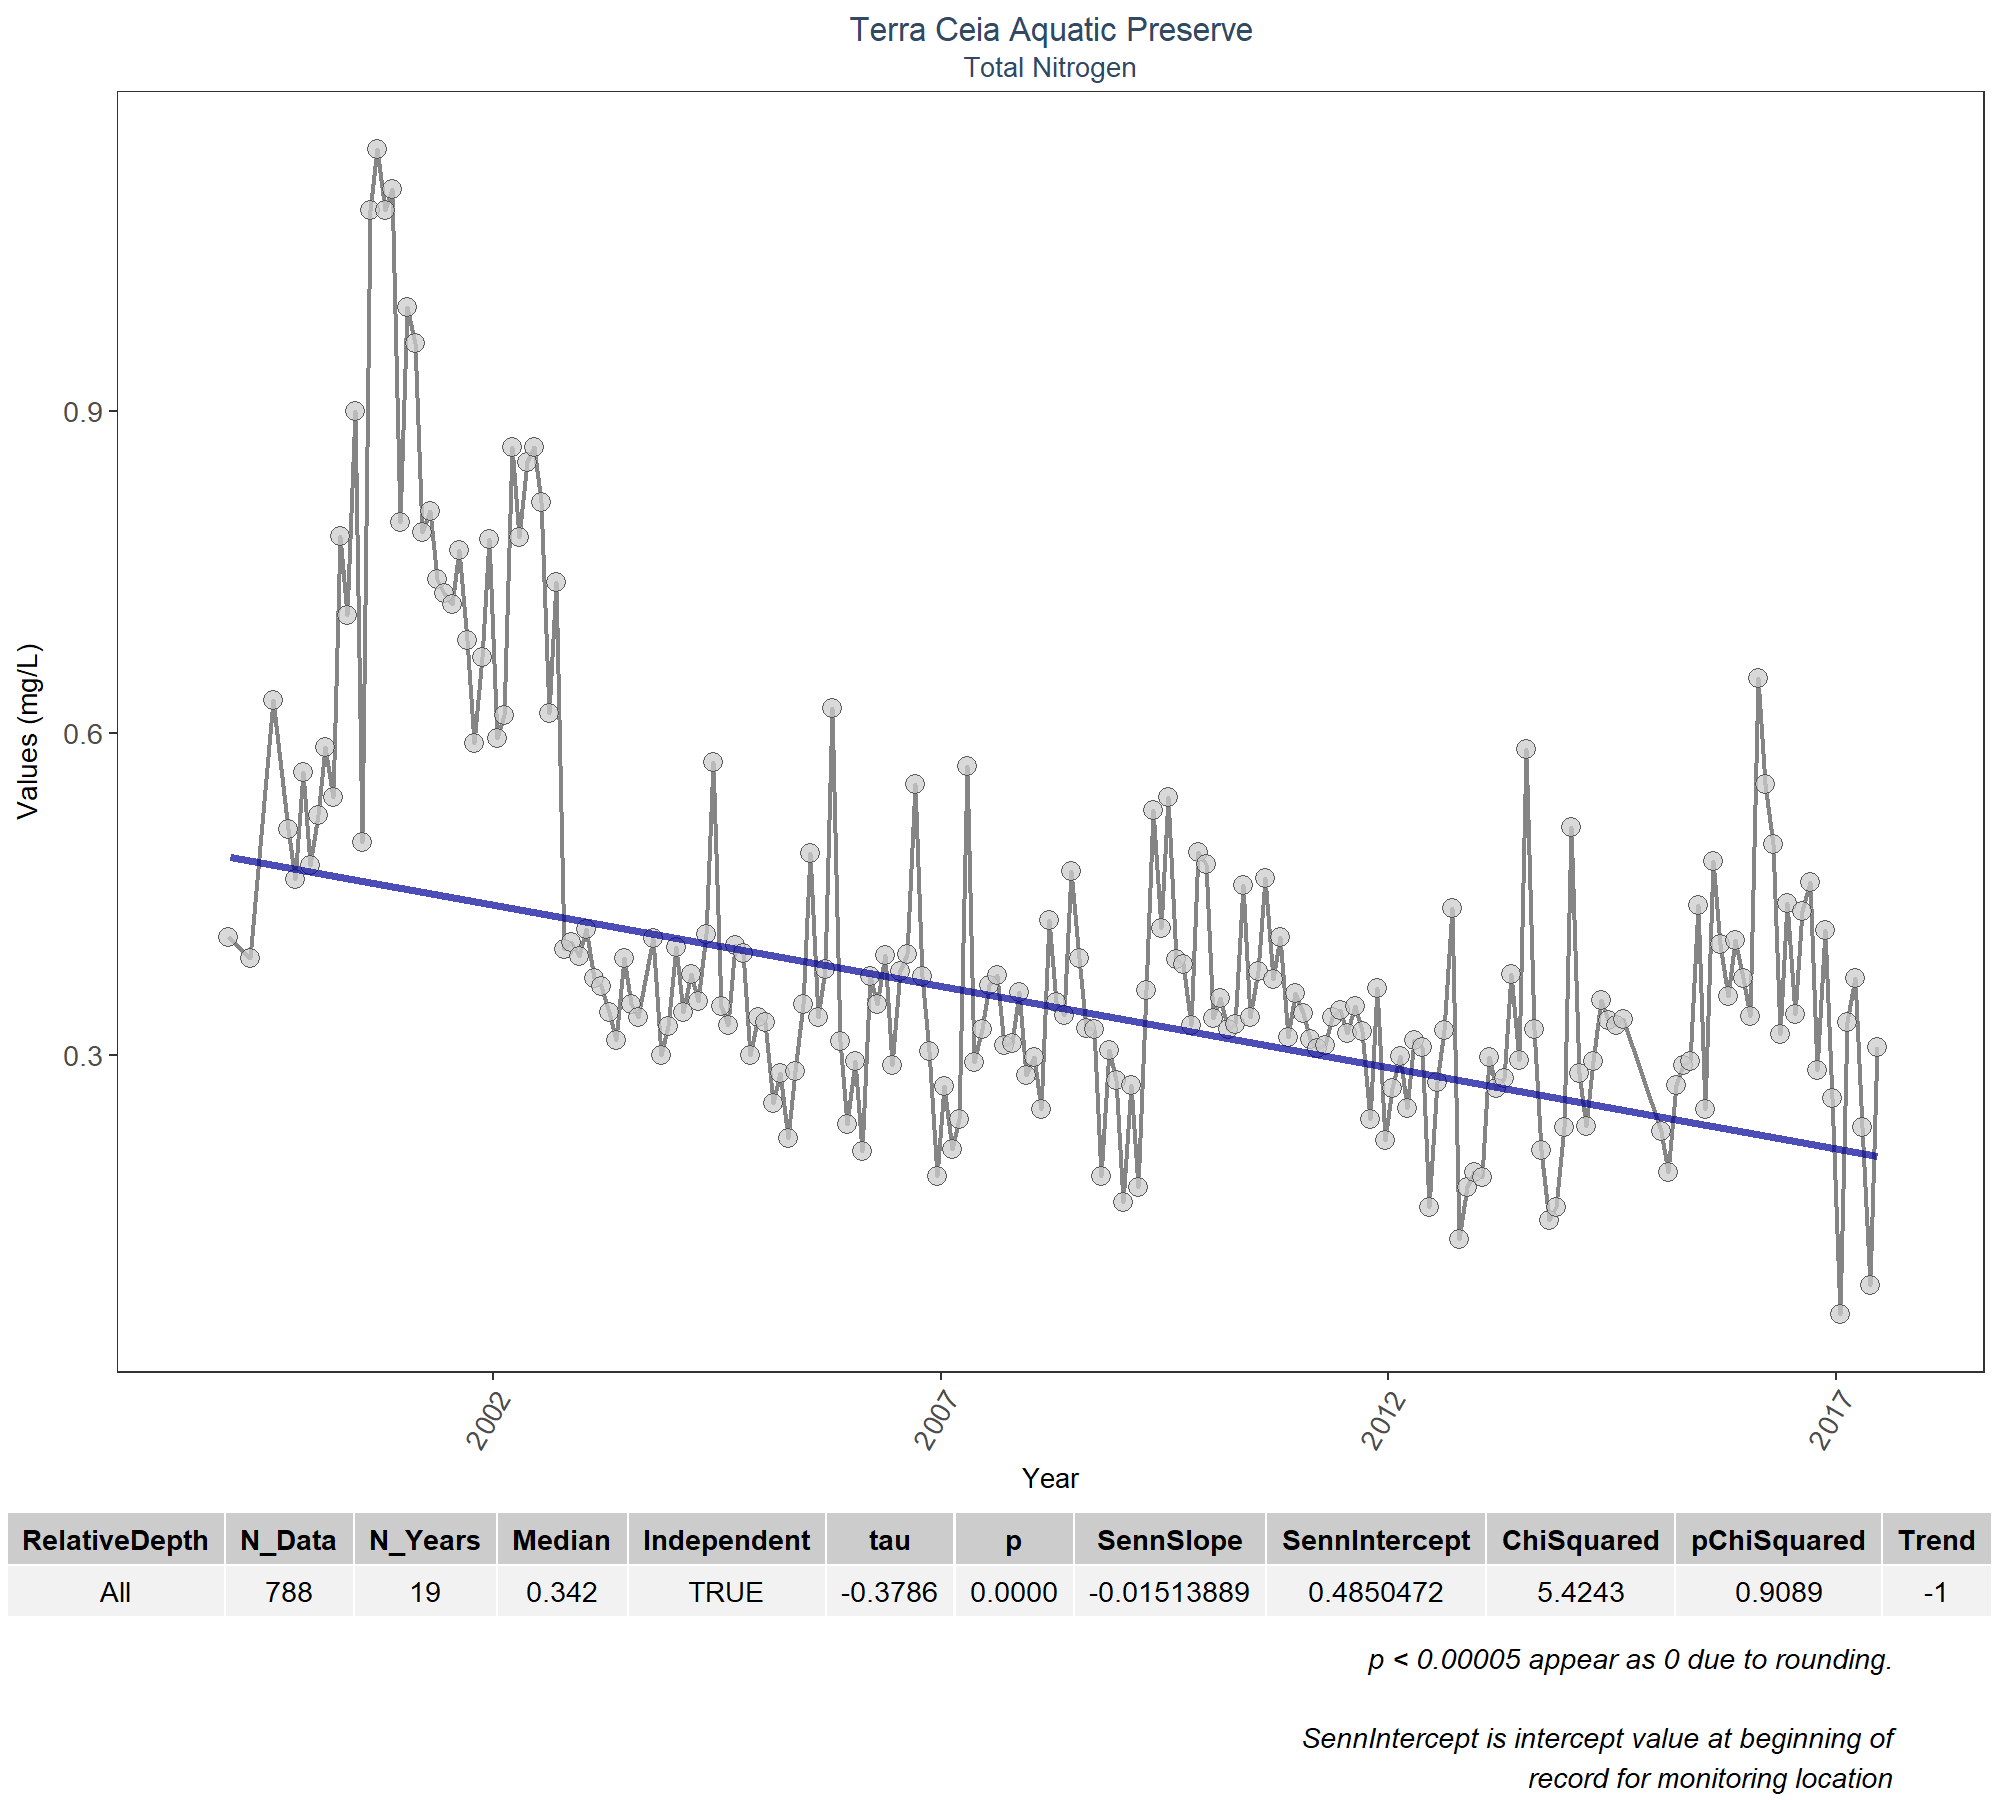 Terra Ceia Aquatic Preserve
Total Nitrogen
Values (mg/L)
0.9
0.6
0.3
2002 2007 2012 2017
Year
RelativeDepth N_Data N_Years Median Independent tau p SennSlope SennIntercept ChiSquared pChiSquared Trend
All 788 19 0.342 TRUE -0.3786 0.0000 -0.01513889 0.4850472 5.4243 0.9089 -1
p < 0.00005 appear as 0 due to rounding.
SennIntercept is intercept value at beginning of
record for monitoring location